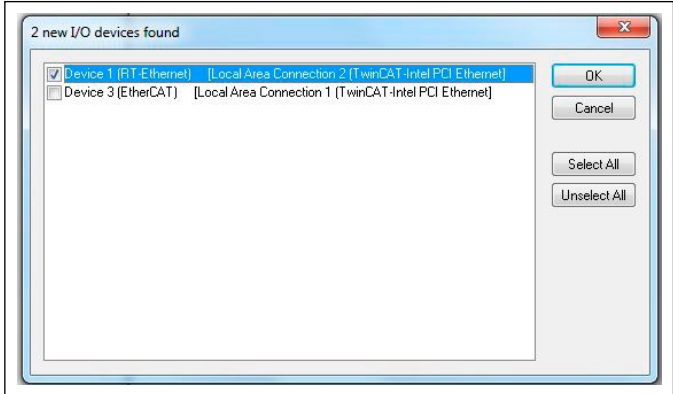 2 new I/O devices found
Device 1 (RT-Ethernet) [Local Area Connection 2 (TwinCAT-Intel PCI Ethernet]
Device 3 (EtherCAT) [Local Area Connection 1 (TwinCAT-Intel PCI Ethernet]
OK
Cancel
Select All
Unselect All